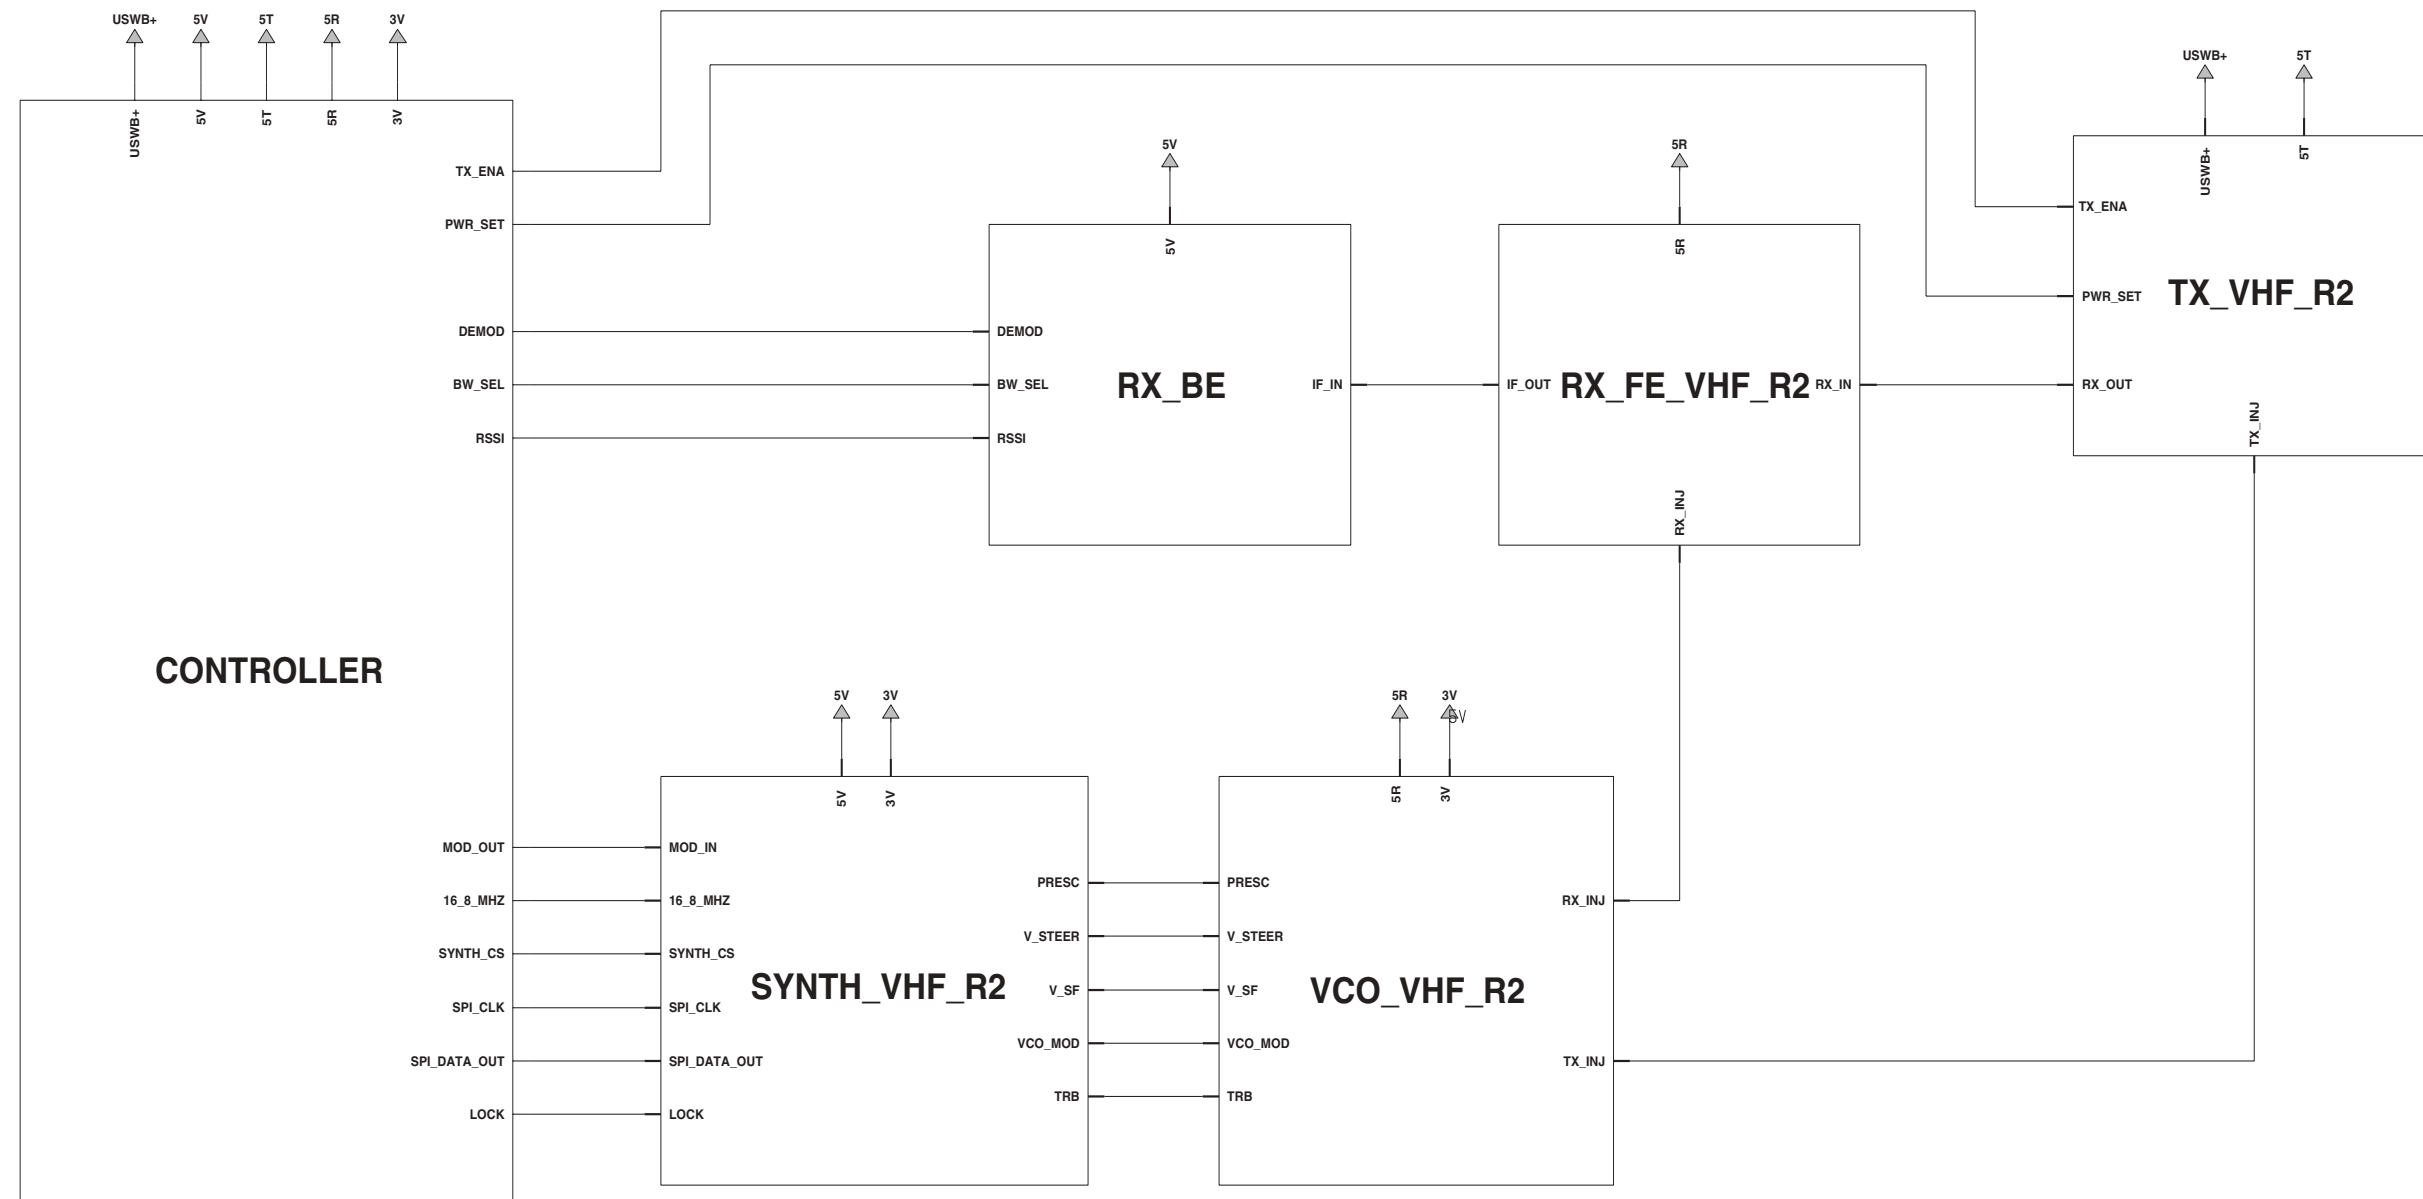 USWB+ 5V 5T 5R 3V
USWB+ 5T
USWB+ 5V 5T 5R 3V
5V 5R
USWB+ 5T
TX_ENA
TX_ENA
PWR_SET
5V 5R
PWR_SET TX_VHF_R2
DEMOD DEMOD
BW_SEL BW_SEL RX_BE IF_IN IF_OUT RX_FE_VHF_R2 RX_IN RX_OUT
TX_INJ
RSSI RSSI
RX_INJ
CONTROLLER
5V 3V 5R 3V
5V
5V 3V 5R 3V
MOD_OUT MOD_IN
PRESC PRESC
16_8_MHZ 16_8_MHZ RX_INJ
V_STEER V_STEER
SYNTH_CS SYNTH_CS
SYNTH_VHF_R2 V_SF V_SF VCO_VHF_R2
SPI_CLK SPI_CLK
VCO_MOD VCO_MOD
SPI_DATA_OUT SPI_DATA_OUT TX_INJ
TRB TRB
LOCK LOCK